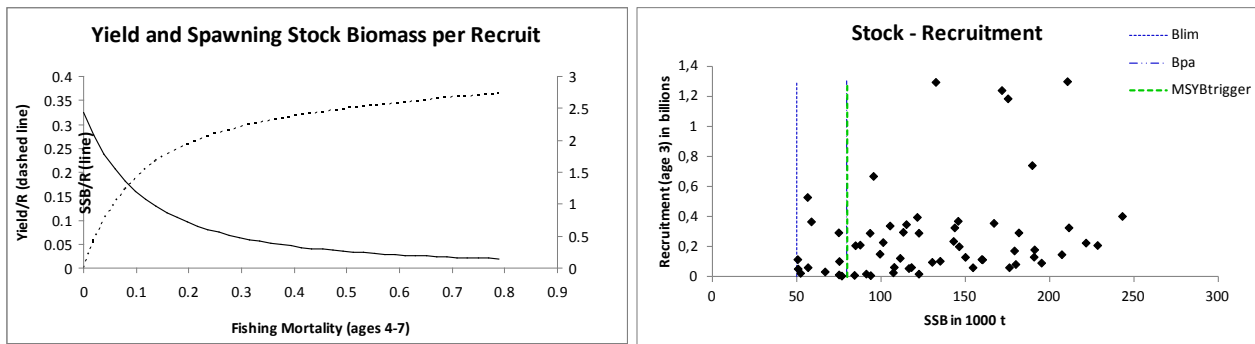 Yield and Spawning Stock Biomass per Recruit
Yield/R (dashed line)
SSB/R (line)
0.4
0.35
0.3
0.25
0.2
0.15
0.1
0.05
0
3
2.5
2
1.5
1
0.5
0
0 0.1 0.2 0.3 0.4 0.5 0.6 0.7 0.8 0.9
Fishing Mortality (ages 4-7)
Stock - Recruitment
Blim
Bpa
MSYBtrigger
Recruitment (age 3) in billions
1,4
1,2
1
0,8
0,6
0,4
0,2
0
0 50 100 150 200 250 300
SSB in 1000 t